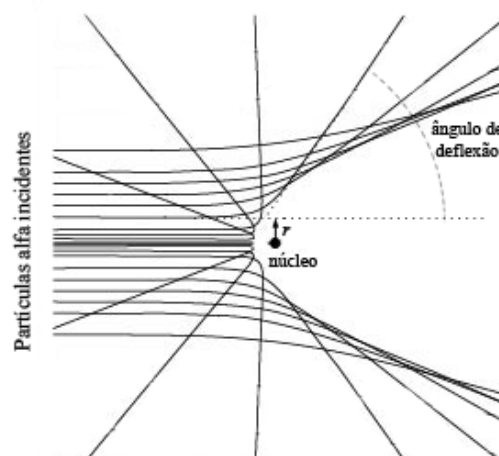 Partículas alfa incidentes
ângulo de
deflexão
r
núcleo